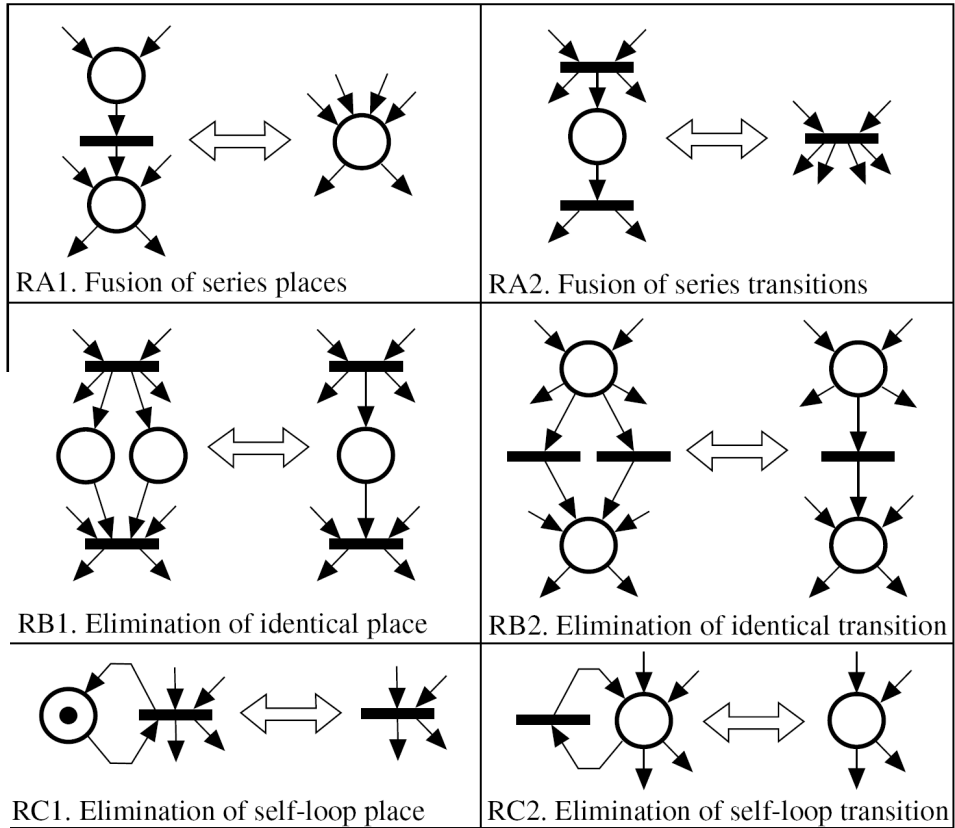 RA1. Fusion of series places
RA2. Fusion of series transitions
RB1. Elimination of identical place
RB2. Elimination of identical transition
RC1. Elimination of self-loop place
RC2. Elimination of self-loop transition